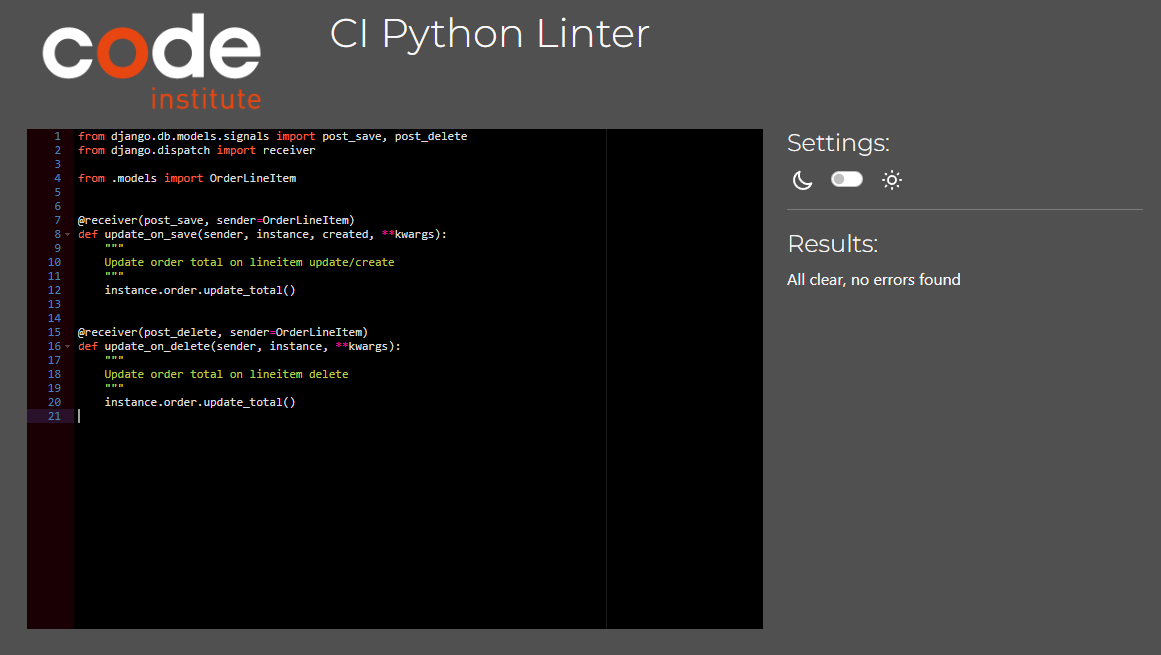 code
institute
CI Python Linter
1 from django.db.models.signals import post_save, post_delete
2 from django.dispatch import receiver
3
4 from .models import OrderLineItem
5
6
7 @receiver(post_save, sender=OrderLineItem)
8 def update_on_save(sender, instance, created, **kwargs):
9     """
10     Update order total on lineitem update/create
11     """
12     instance.order.update_total()
13
14
15 @receiver(post_delete, sender=OrderLineItem)
16 def update_on_delete(sender, instance, **kwargs):
17     """
18     Update order total on lineitem delete
19     """
20     instance.order.update_total()
21
Settings:
Results:
All clear, no errors found